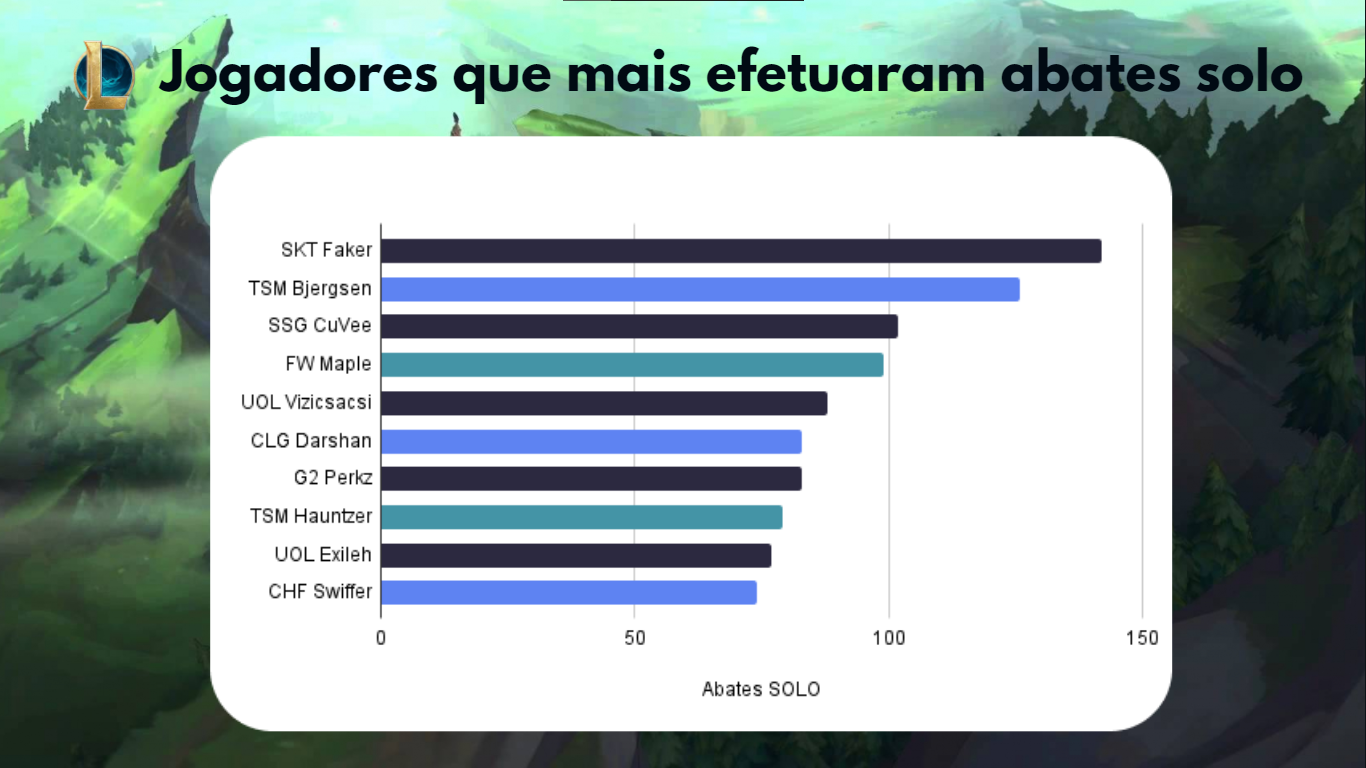 Jogadores que mais efetuaram abates solo
SKT Faker
TSM Bjergsen
SSG CuVee
FW Maple
UOL Vizicsacsi
CLG Darshan
G2 Perkz
TSM Hauntzer
UOL Exileh
CHF Swiffer
0 50 100 150
Abates SOLO